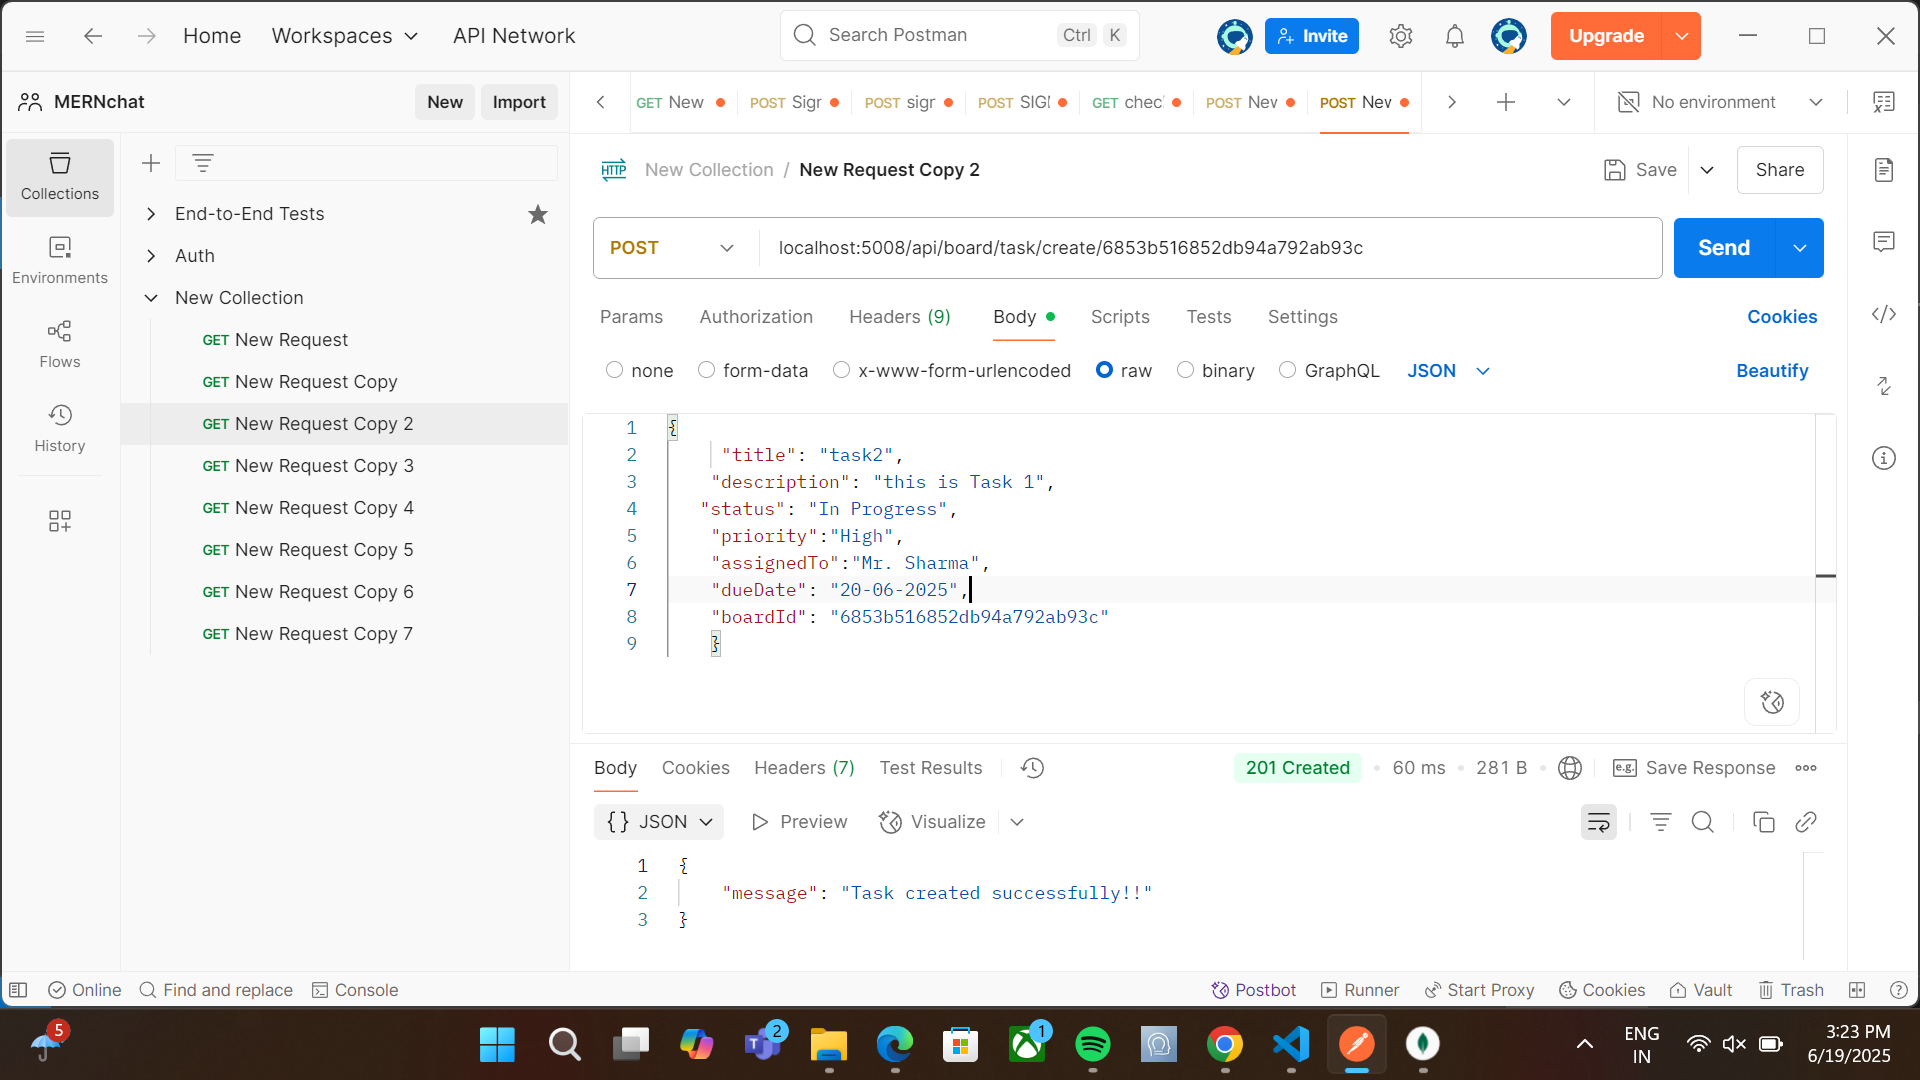 Home Workspaces API Network Search Postman Ctrl K Invite Upgrade
MERNchat New Import GET New POST Sigr POST sigr POST SIGI GET chec POST Nev POST Nev No environment
Collections
Environments
Flows
History
End-to-End Tests
Auth
New Collection
GET New Request
GET New Request Copy
GET New Request Copy 2
GET New Request Copy 3
GET New Request Copy 4
GET New Request Copy 5
GET New Request Copy 6
GET New Request Copy 7
HTTP New Collection / New Request Copy 2 Save Share
POST localhost:5008/api/board/task/create/6853b516852db94a792ab93c Send
Params Authorization Headers (9) Body Scripts Tests Settings Cookies
none form-data x-www-form-urlencoded raw binary GraphQL JSON Beautify
1 {
2 "title": "task2",
3 "description": "this is Task 1",
4 "status": "In Progress",
5 "priority":"High",
6 "assignedTo":"Mr. Sharma",
7 "dueDate": "20-06-2025",
8 "boardId": "6853b516852db94a792ab93c"
9 }
Body Cookies Headers (7) Test Results 201 Created • 60 ms • 281 B • e.g. Save Response
{} JSON Preview Visualize
1 {
2 "message": "Task created successfully!!"
3 }
Online Find and replace Console Postbot Runner Start Proxy Cookies Vault Trash
5 2 1 ENG IN 3:23 PM
6/19/2025